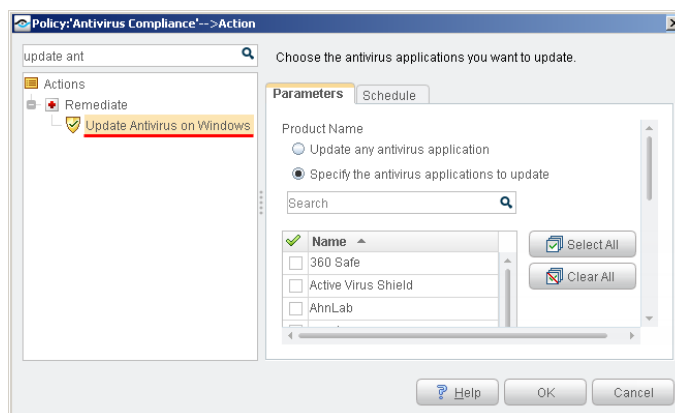 Policy:'Antivirus Compliance'-->Action
update ant
Choose the antivirus applications you want to update.
Actions
Remediate
Update Antivirus on Windows
Parameters
Schedule
Product Name
Update any antivirus application
Specify the antivirus applications to update
Search
Name
360 Safe
Active Virus Shield
AhnLab
Select All
Clear All
Help
OK
Cancel